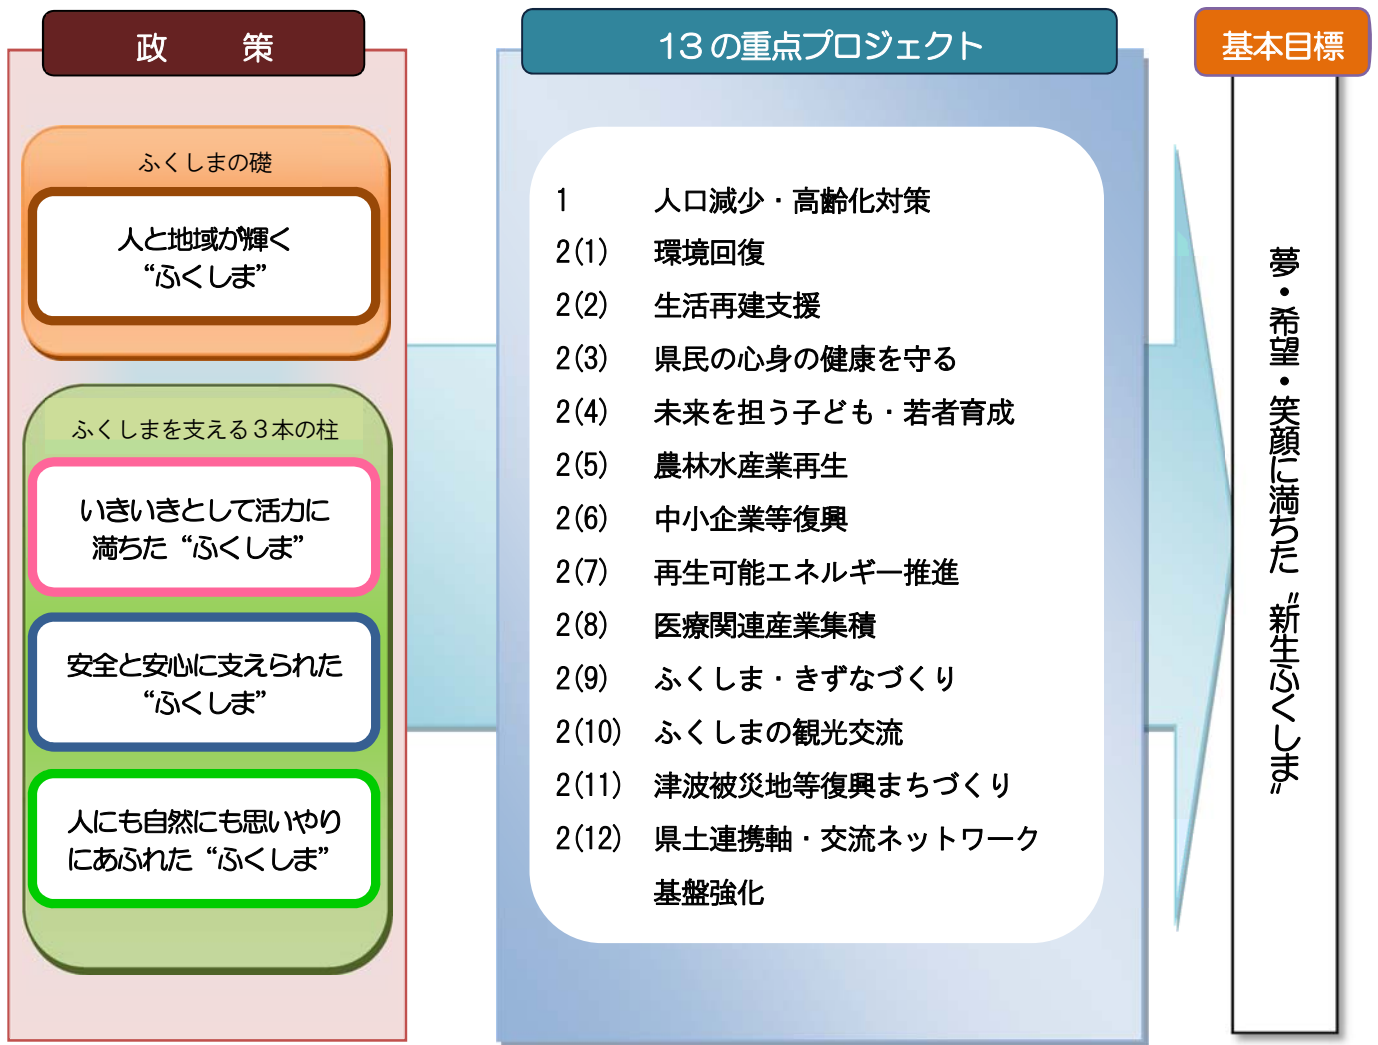 政　　策
ふくしまの礎
人と地域が輝く
“ふくしま”
ふくしまを支える３本の柱
いきいきとして活力に
満ちた“ふくしま”
安全と安心に支えられた
“ふくしま”
人にも自然にも思いやり
にあふれた“ふくしま”
13の重点プロジェクト
1　人口減少・高齢化対策
2(1)　環境回復
2(2)　生活再建支援
2(3)　県民の心身の健康を守る
2(4)　未来を担う子ども・若者育成
2(5)　農林水産業再生
2(6)　中小企業等復興
2(7)　再生可能エネルギー推進
2(8)　医療関連産業集積
2(9)　ふくしま・きずなづくり
2(10)　ふくしまの観光交流
2(11)　津波被災地等復興まちづくり
2(12)　県土連携軸・交流ネットワーク
基盤強化
基本目標
夢・希望・笑顔に満ちた〝新生ふくしま〟